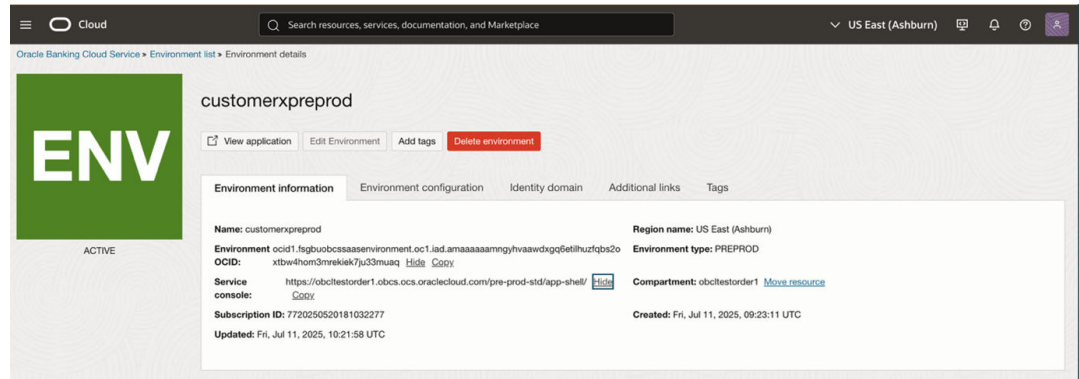 Cloud
Search resources, services, documentation, and Marketplace
US East (Ashburn)
Oracle Banking Cloud Service » Environment list » Environment details
ENV
ACTIVE
customerxpreprod
View application Edit Environment Add tags Delete environment
Environment information Environment configuration Identity domain Additional links Tags
Name: customerxpreprod
Region name: US East (Ashburn)
Environment ocid1.fsgbuobcssaasenvironment.oc1.iad.amaaaaaamngyhvaawdxgq6etilhuzfqbs2o
OCID: xtbw4hom3mrekiek7ju33muaq Hide Copy
Environment type: PREPROD
Service https://obcltestorder1.obcs.ocs.oraclecloud.com/pre-prod-std/app-shell/ Hide
console: Copy
Compartment: obcltestorder1 Move resource
Subscription ID: 7720250520181032277
Created: Fri, Jul 11, 2025, 09:23:11 UTC
Updated: Fri, Jul 11, 2025, 10:21:58 UTC